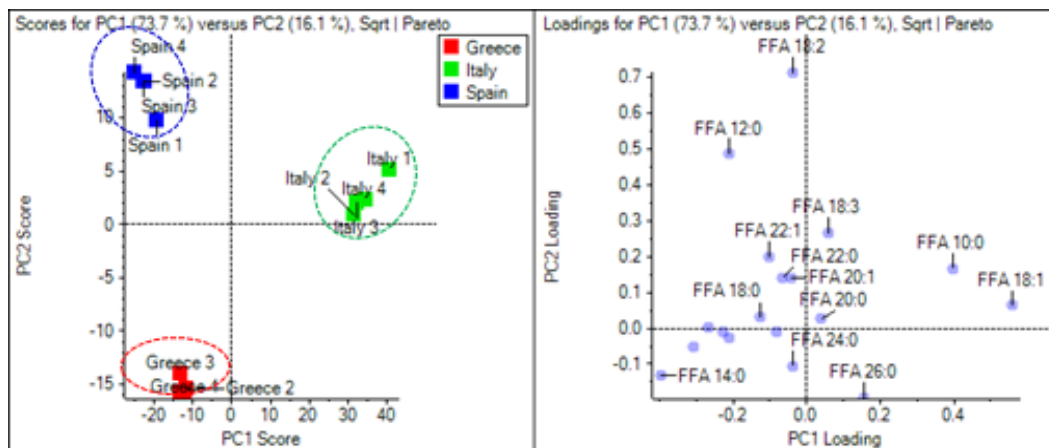 Scores for PC1 (73.7 %) versus PC2 (16.1 %), Sqrt | Pareto
Spain 4
Spain 2
Spain 3
Spain 1
Greece
Italy
Spain
Italy 1
Italy 2
Italy 4
Italy 3
Greece 3
Greece 2
10
5
0
-5
-10
-15
-20
-10
0
10
20
30
40
PC2 Score
PC1 Score
Loadings for PC1 (73.7 %) versus PC2 (16.1 %), Sqrt | Pareto
FFA 18:2
FFA 12:0
FFA 18:3
FFA 22:1
FFA 22:0
FFA 10:0
FFA 20:1
FFA 18:1
FFA 18:0
FFA 20:0
FFA 24:0
FFA 14:0
FFA 26:0
0.7
0.6
0.5
0.4
0.3
0.2
0.1
0.0
-0.1
-0.2
0.0
0.2
0.4
PC2 Loading
PC1 Loading